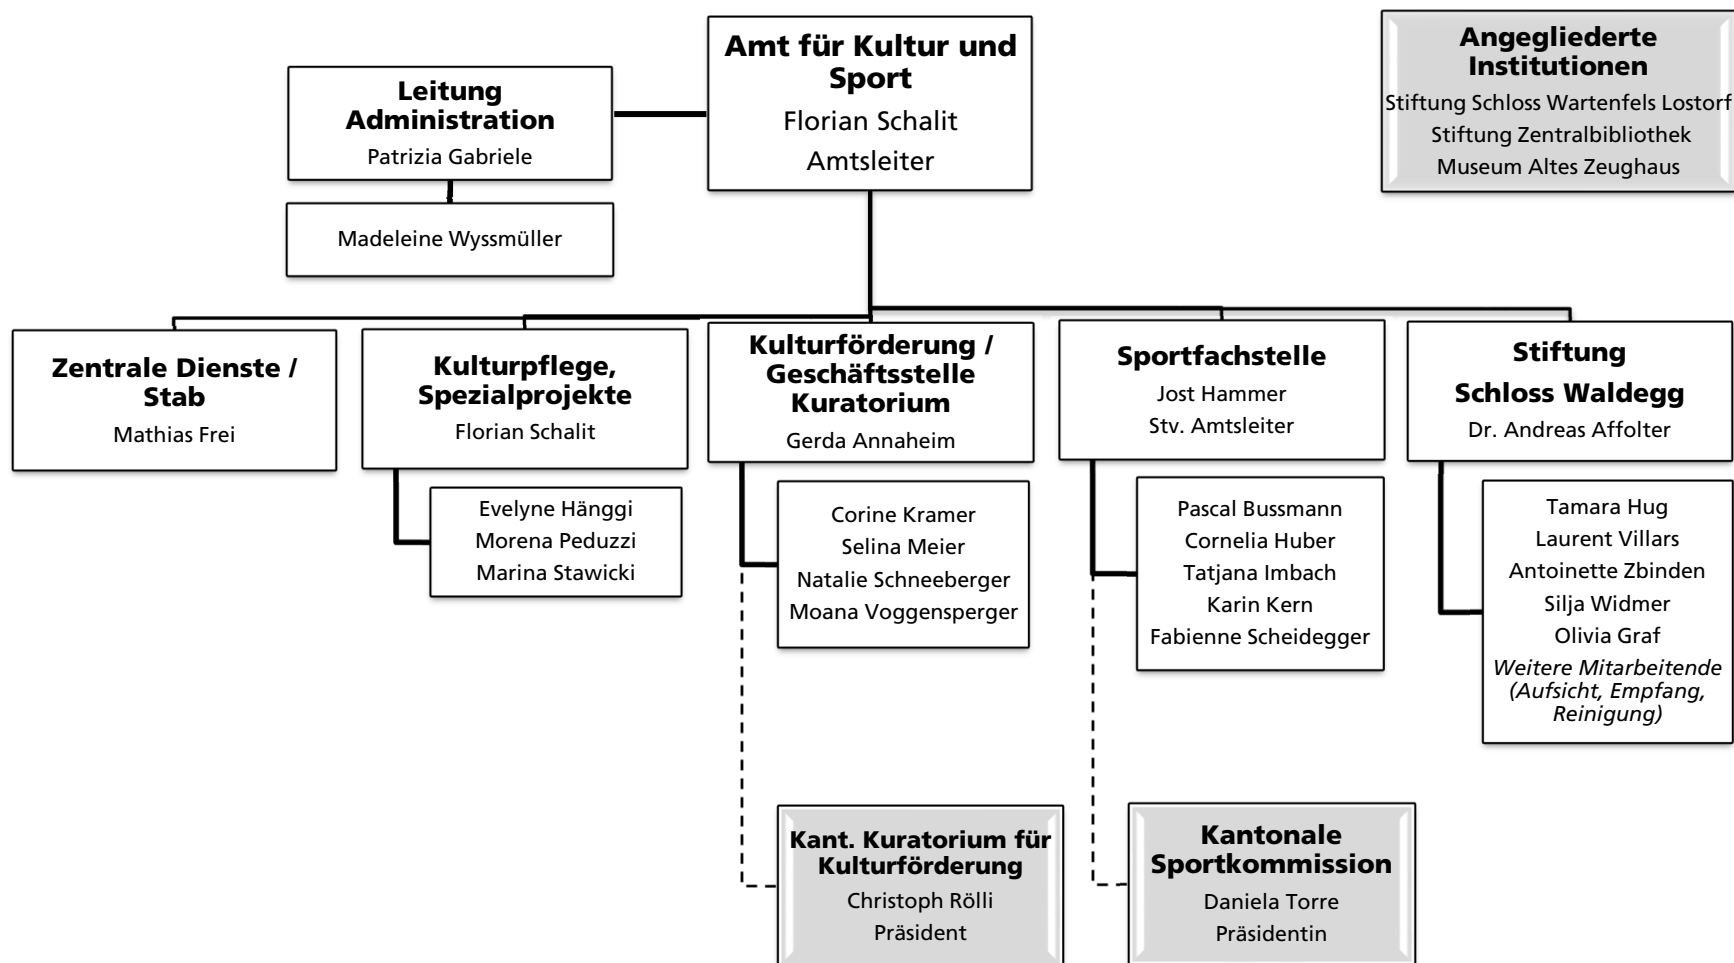 Amt für Kultur und
Sport
Florian Schalit
Amtsleiter
Angegliederte
Institutionen
Stiftung Schloss Wartenfels Lostorf
Stiftung Zentralbibliothek
Museum Altes Zeughaus
Leitung
Administration
Patrizia Gabriele
Madeleine Wyssmüller
Zentrale Dienste /
Stab
Mathias Frei
Kulturpflege,
Spezialprojekte
Florian Schalit
Evelyne Hänggi
Morena Peduzzi
Marina Stawicki
Kulturförderung /
Geschäftsstelle
Kuratorium
Gerda Annaheim
Corine Kramer
Selina Meier
Natalie Schneeberger
Moana Voggensperger
Sportfachstelle
Jost Hammer
Stv. Amtsleiter
Pascal Bussmann
Cornelia Huber
Tatjana Imbach
Karin Kern
Fabienne Scheidegger
Stiftung
Schloss Waldegg
Dr. Andreas Affolter
Tamara Hug
Laurent Villars
Antoinette Zbinden
Silja Widmer
Olivia Graf
Weitere Mitarbeitende
(Aufsicht, Empfang,
Reinigung)
Kant. Kuratorium für
Kulturförderung
Christoph Rölli
Präsident
Kantonale
Sportkommission
Daniela Torre
Präsidentin